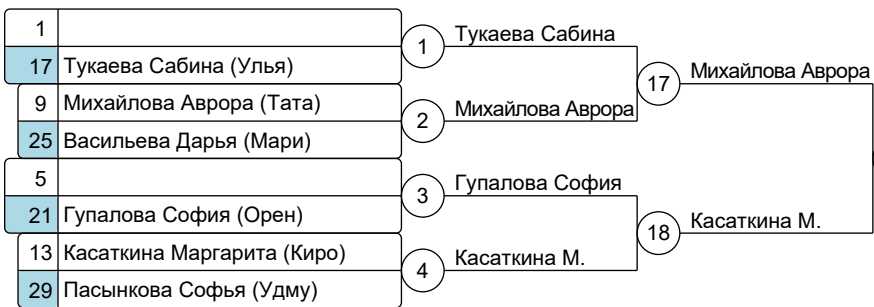 1
17 Тукаева Сабина (Улья)
9 Михайлова Аврора (Тата)
25 Васильева Дарья (Мари)
5
21 Гупалова София (Орен)
13 Касаткина Маргарита (Киро)
29 Пасынкова Софья (Удму)
1 Тукаева Сабина
2 Михайлова Аврора
3 Гупалова София
4 Касаткина М.
17 Михайлова Аврора
18 Касаткина М.